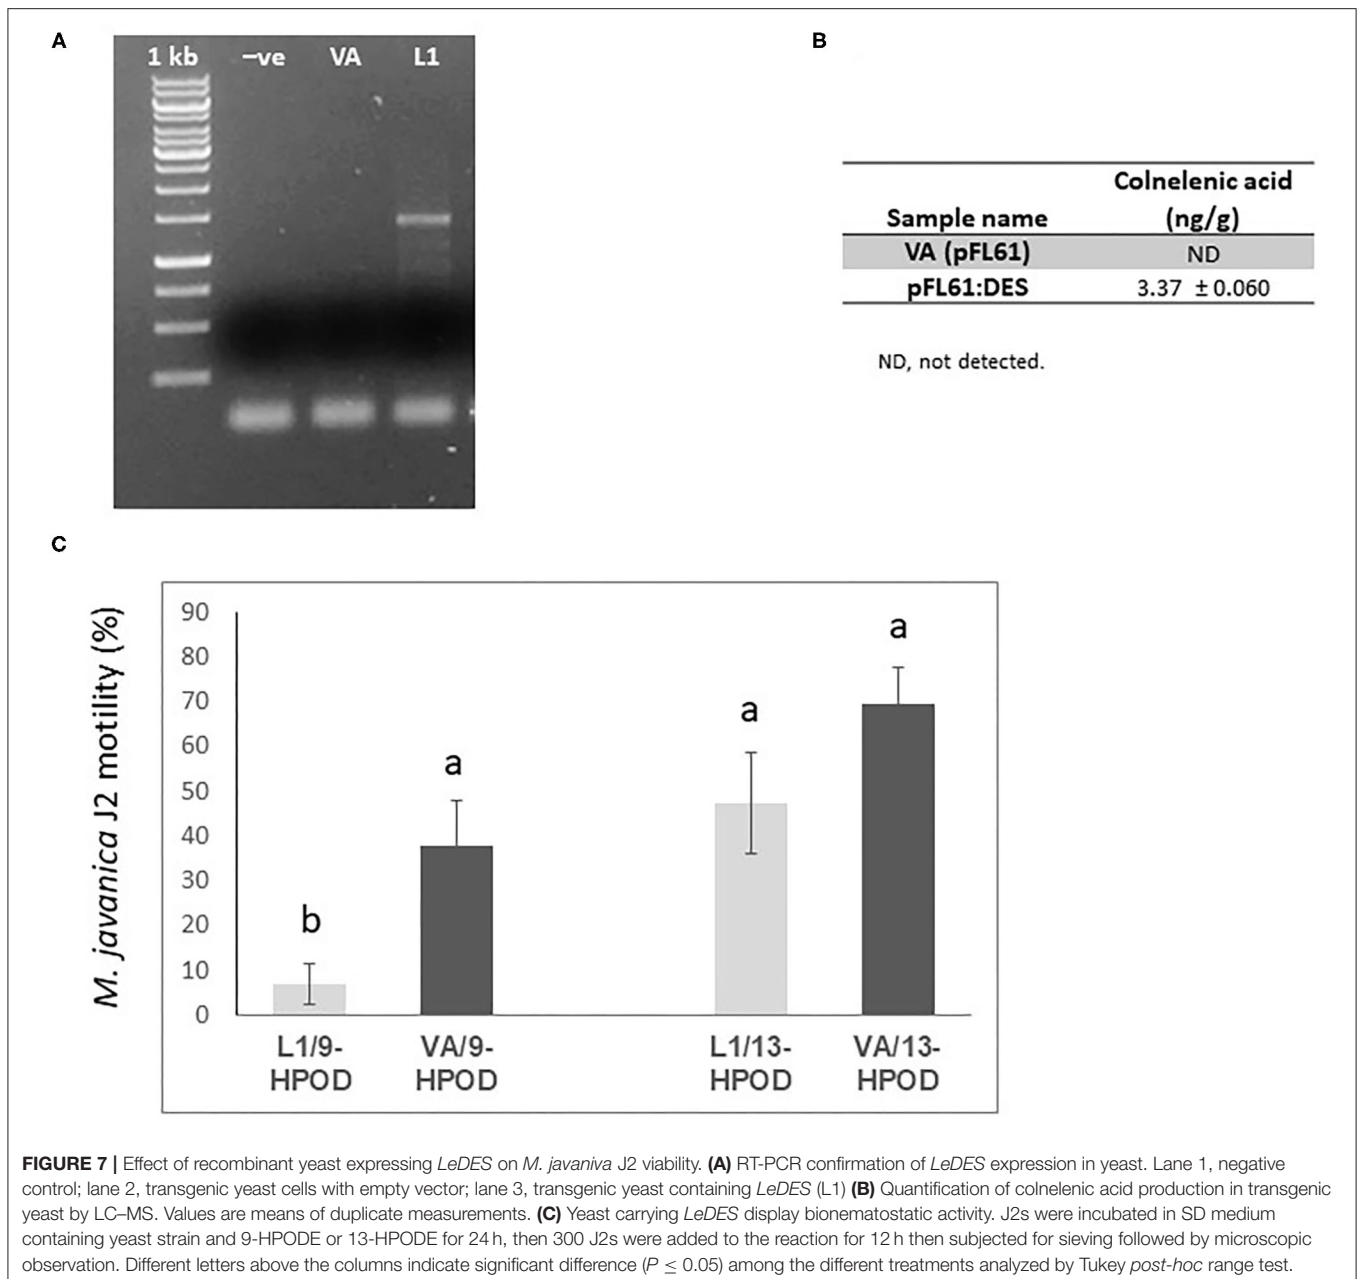 A
1 kb –ve VA L1
B
Colnelenic acid
Sample name (ng/g)
VA (pFL61) ND
pFL61:DES 3.37 ±0.060
ND, not detected.
C
M. javanica J2 motility (%)
90
80
70
60
50
40
30
20
10
0
b
a
a
a
L1/9-
HPOD
VA/9-
HPOD
L1/13-
HPOD
VA/13-
HPOD
FIGURE 7 | Effect of recombinant yeast expressing LeDES on M. javaniva J2 viability. (A) RT-PCR confirmation of LeDES expression in yeast. Lane 1, negative
control; lane 2, transgenic yeast cells with empty vector; lane 3, transgenic yeast containing LeDES (L1) (B) Quantification of colnelenic acid production in transgenic
yeast by LC–MS. Values are means of duplicate measurements. (C) Yeast carrying LeDES display bionematostatic activity. J2s were incubated in SD medium
containing yeast strain and 9-HPODE or 13-HPODE for 24 h, then 300 J2s were added to the reaction for 12 h then subjected for sieving followed by microscopic
observation. Different letters above the columns indicate significant difference (P ≤ 0.05) among the different treatments analyzed by Tukey post-hoc range test.